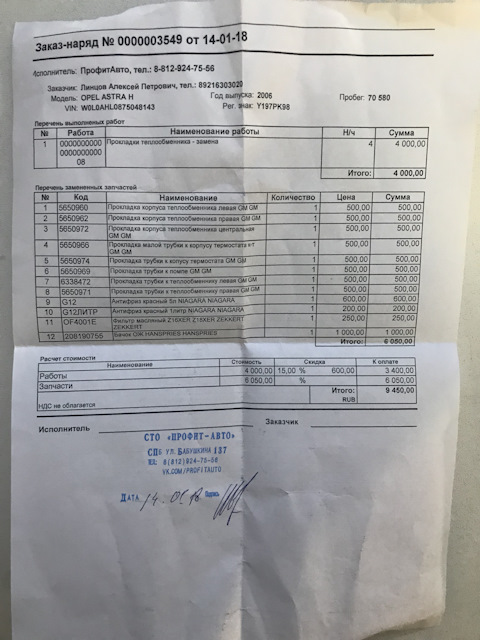 Заказ-наряд № 0000003549 от 14-01-18
Исполнитель: ПрофитАвто, тел.: 8-812-924-75-56
Заказчик: Линцов Алексей Петрович, тел.: 89216303020
Модель: OPEL ASTRA H Год выпуска: 2006 Пробег: 70 580
VIN: W0L0AHL0875048143 Рег. знак: Y197РК98
Перечень выполненых работ
№ Работа Наименование работы Н/ч Сумма
1 0000000000 Прокладки теплообменника - замена 4 4 000,00
0000000000
08
Итого: 4 000,00
Перечень замененных запчастей
№ Код Наименование Количество Цена Сумма
1 5650960 Прокладка корпуса теплообменника левая GM GM 1 500,00 500,00
2 5650962 Прокладка корпуса теплообменника правая GM GM 1 500,00 500,00
3 5650972 Прокладка корпуса теплообменника центральная 1 500,00 500,00
GM GM
4 5650966 Прокладка малой трубки к корпусу термостата 1 500,00 500,00
GM GM
5 5650974 Прокладка трубки к копусу термостата GM GM 1 500,00 500,00
6 5650969 Прокладка трубки к помпе GM GM 1 500,00 500,00
7 6338472 Прокладка трубки к теплообменнику левая GM GM 1 500,00 500,00
8 5650971 Прокладка трубки к теплообменнику правая GM GM 1 500,00 500,00
9 G12 Антифриз красный 5л NIAGARA NIAGARA 1 600,00 600,00
10 G12ЛИТР Антифриз красный 1литр NIAGARA NIAGARA 1 200,00 200,00
11 OF4001E Фильтр масляный Z16XER Z18XER ZEKKERT 1 250,00 250,00
ZEKKERT
12 208190755 Бачок ОЖ HANSPRIES HANSPRIES 1 1 000,00 1 000,00
Итого: 6 050,00
Расчет стоимости
Наименование Стоимость Скидка К оплате
Работы 4 000,00 15,00 % 600,00 3 400,00
Запчасти 6 050,00 % 6 050,00
Итого: 9 450,00
RUB
НДС не облагается
Исполнитель Заказчик
СТО «ПРОФИТ-АВТО»
СПб УЛ. БАБУШКИНА 137
ТЕЛ: 8(812)924-75-56
VK.COM/PROFITAUTO
ДАТА 14.01.18 Подпись